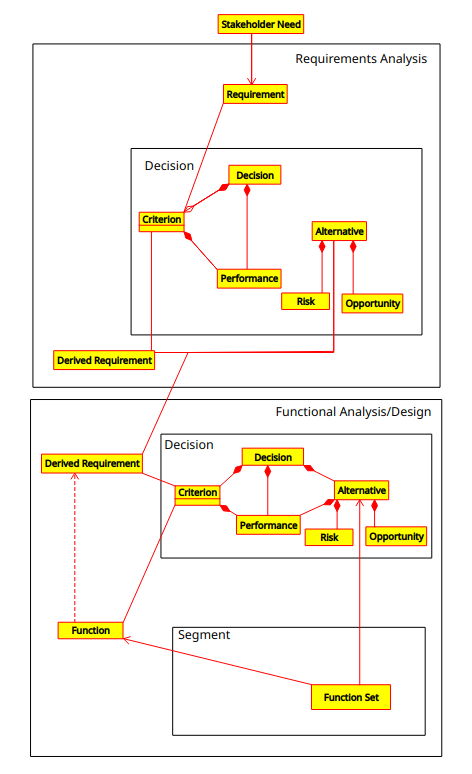 Stakeholder Need
Requirements Analysis
Requirement
Decision
Decision
Criterion
Alternative
Performance
Risk
Opportunity
Derived Requirement
Functional Analysis/Design
Decision
Decision
Derived Requirement
Criterion
Alternative
Performance
Risk
Opportunity
Function
Segment
Function Set